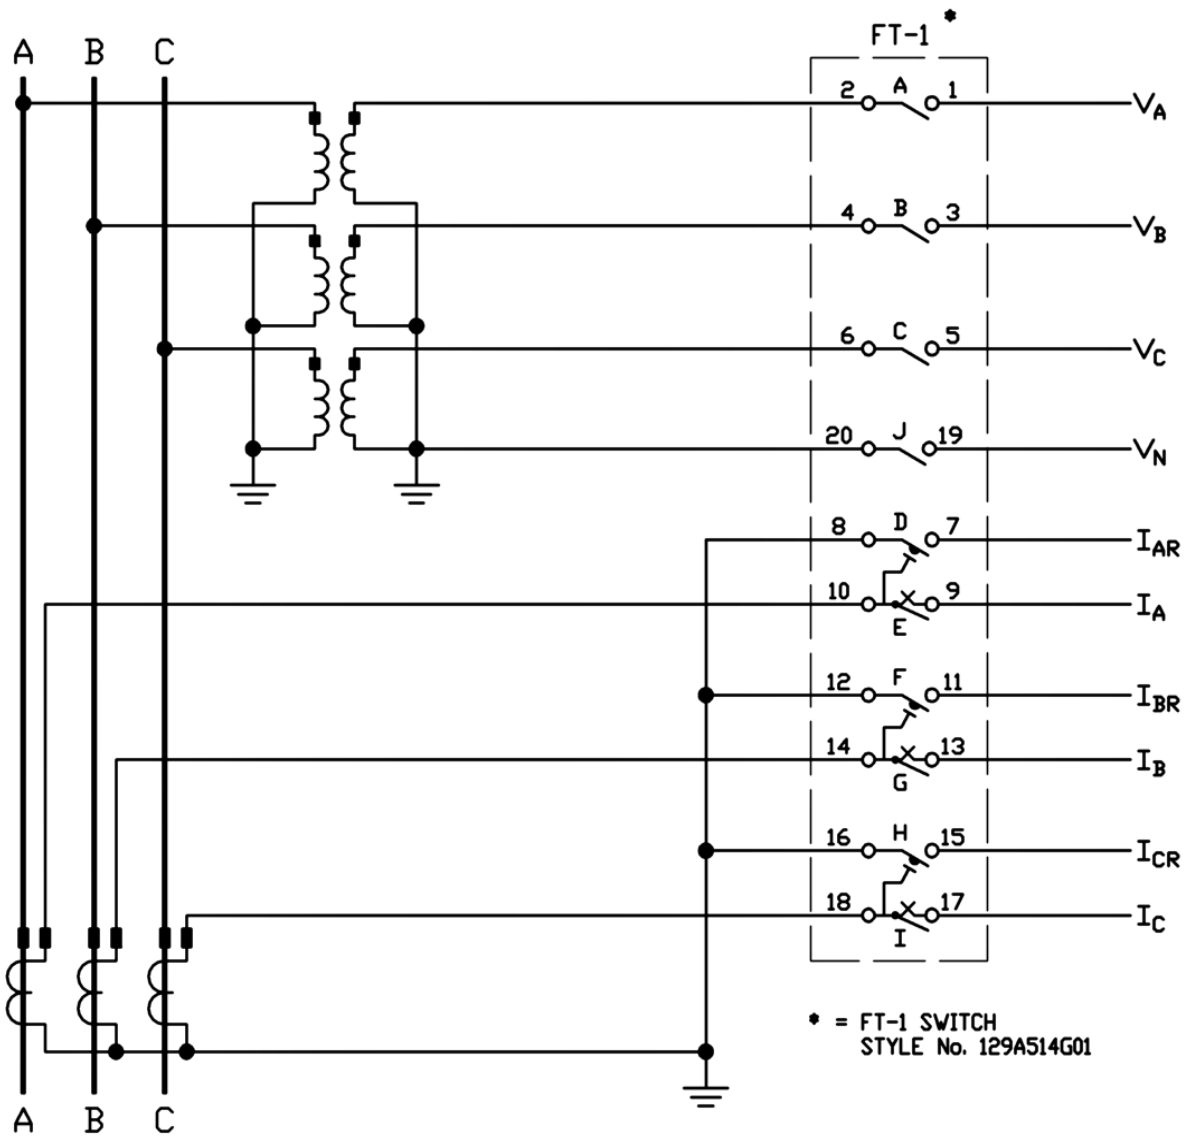 *
FT-1
A B C
2 A 1 VA
4 B 3 VB
6 C 5 VC
20 J 19 VN
8 D 7 IAR
10 9 IA
E
12 F 11 IBR
14 13 IB
G
16 H 15 ICR
18 17 IC
I
* = FT-1 SWITCH
STYLE No. 129A514G01
A B C